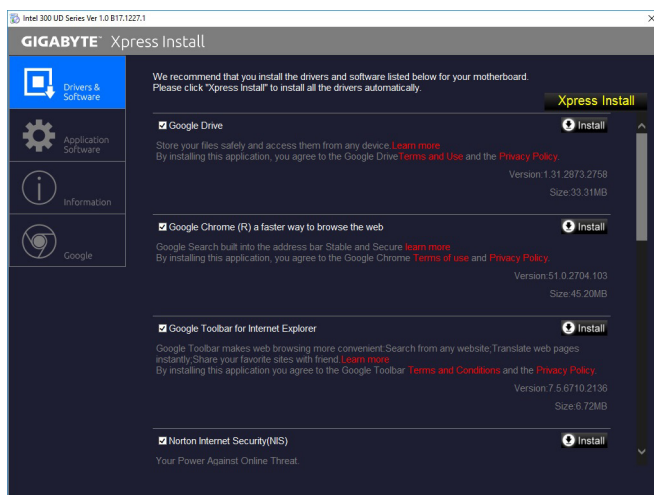 Intel 300 UD Series Ver 1.0 B17.1227.1
GIGABYTE™ Xpress Install
Drivers &
Software
Application
Software
Information
Google
We recommend that you install the drivers and software listed below for your motherboard.
Please click "Xpress Install" to install all the drivers automatically.
Xpress Install
Google Drive
Install
Store your files safely and access them from any device.Learn more
By installing this application, you agree to the Google DriveTerms and Use and the Privacy Policy.
Version:1.31.2873.2758
Size:33.31MB
Google Chrome (R) a faster way to browse the web
Install
Google Search built into the address bar Stable and Secure learn more
By installing this application, you agree to the Google Chrome Terms of use and Privacy Policy.
Version:51.0.2704.103
Size:45.20MB
Google Toolbar for Internet Explorer
Install
Google Toolbar makes web browsing more convenient.Search from any website;Translate web pages
instantly;Share your favorite sites with friend.Learn more
By installing this application you agree to the Google Toolbar Terms and Conditions and the Privacy Policy.
Version:7.5.6710.2136
Size:6.72MB
Norton Internet Security(NIS)
Install
Your Power Against Online Threat.